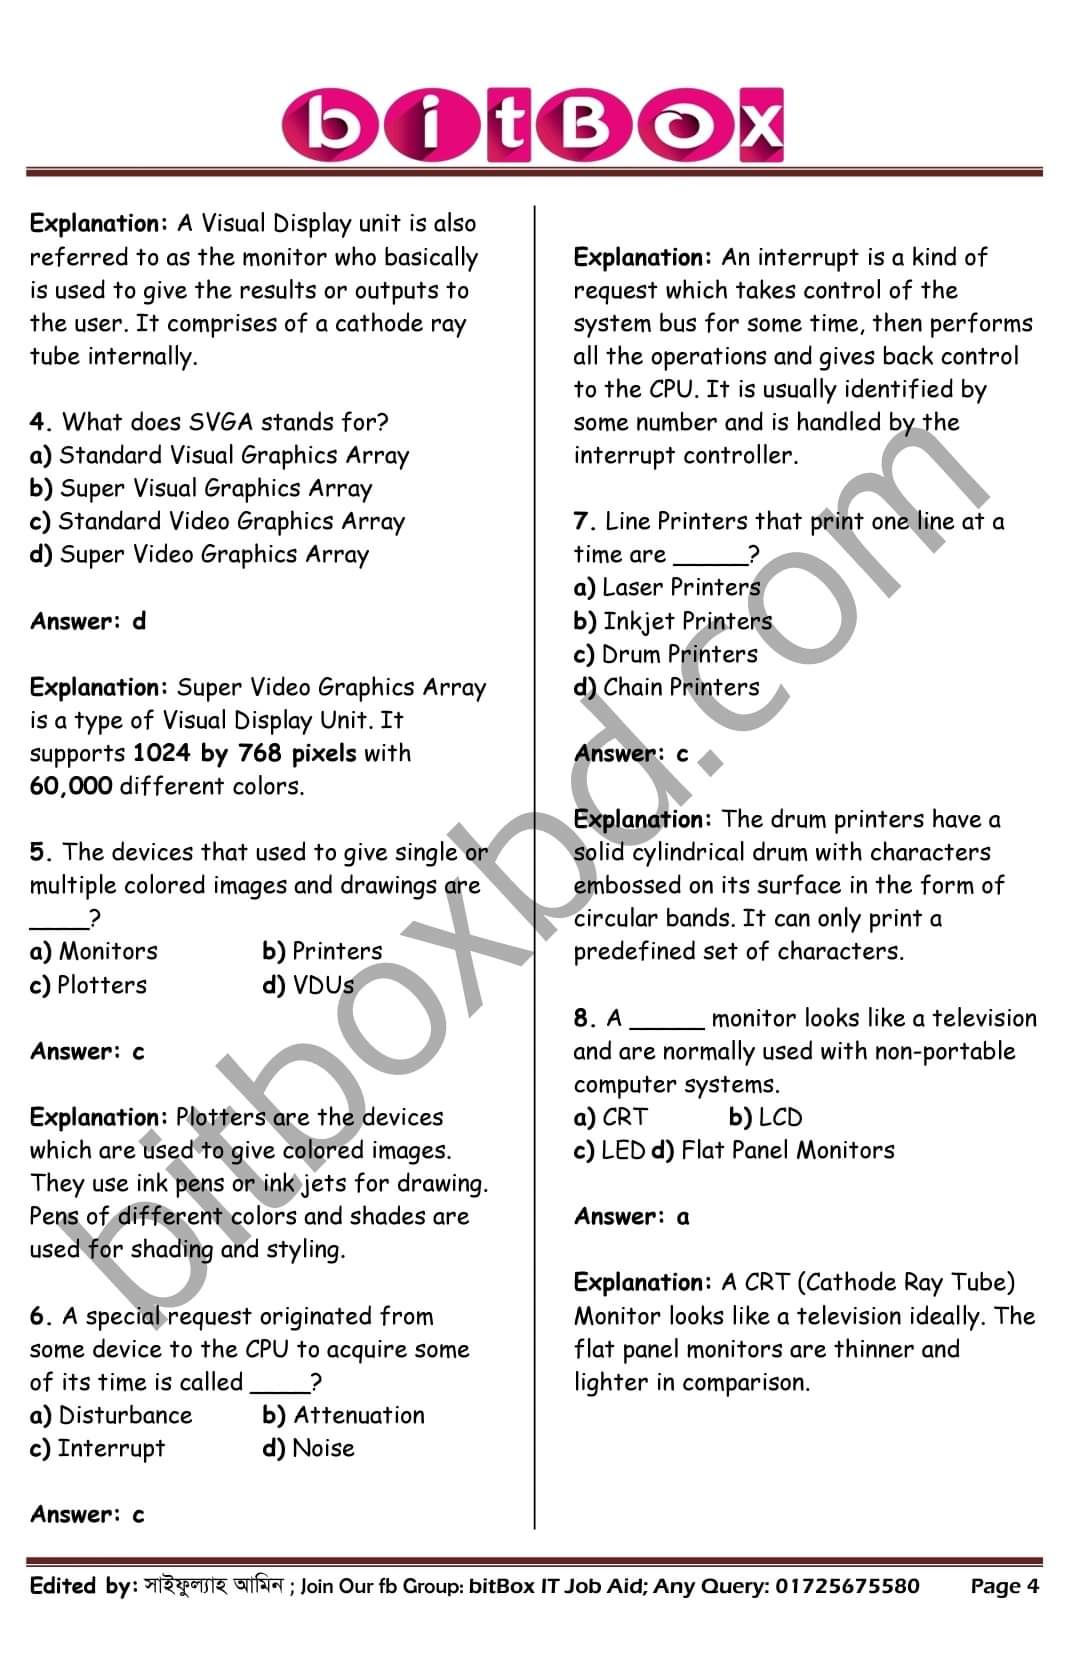 bitBox
Explanation: A Visual Display unit is also
referred to as the monitor who basically
is used to give the results or outputs to
the user. It comprises of a cathode ray
tube internally.
4. What does SVGA stands for?
a) Standard Visual Graphics Array
b) Super Visual Graphics Array
c) Standard Video Graphics Array
d) Super Video Graphics Array
Answer: d
Explanation: Super Video Graphics Array
is a type of Visual Display Unit. It
supports 1024 by 768 pixels with
60,000 different colors.
5. The devices that used to give single or
multiple colored images and drawings are
____?
a) Monitors b) Printers
c) Plotters d) VDUs
Answer: c
Explanation: Plotters are the devices
which are used to give colored images.
They use ink pens or ink jets for drawing.
Pens of different colors and shades are
used for shading and styling.
6. A special request originated from
some device to the CPU to acquire some
of its time is called ____?
a) Disturbance b) Attenuation
c) Interrupt d) Noise
Answer: c
Explanation: An interrupt is a kind of
request which takes control of the
system bus for some time, then performs
all the operations and gives back control
to the CPU. It is usually identified by
some number and is handled by the
interrupt controller.
7. Line Printers that print one line at a
time are _____?
a) Laser Printers
b) Inkjet Printers
c) Drum Printers
d) Chain Printers
Answer: c
Explanation: The drum printers have a
solid cylindrical drum with characters
embossed on its surface in the form of
circular bands. It can only print a
predefined set of characters.
8. A _____ monitor looks like a television
and are normally used with non-portable
computer systems.
a) CRT b) LCD
c) LED d) Flat Panel Monitors
Answer: a
Explanation: A CRT (Cathode Ray Tube)
Monitor looks like a television ideally. The
flat panel monitors are thinner and
lighter in comparison.
bitboxbd.com
Edited by: সাইফুল্যাহ আমিন ; Join Our fb Group: bitBox IT Job Aid; Any Query: 01725675580 Page 4